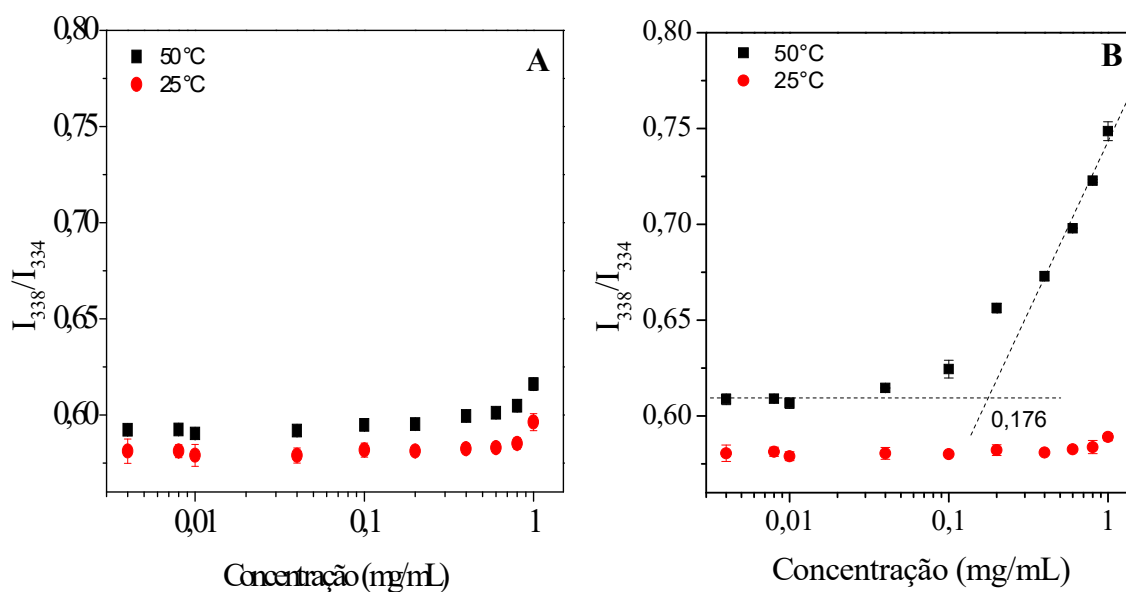 A
50°C
25°C
0,80
0,75
0,70
0,65
0,60
I338/I334
0,01
0,1
1
Concentração (mg/mL)
B
50°C
25°C
0,80
0,75
0,70
0,65
0,60
I338/I334
0,176
0,01
0,1
1
Concentração (mg/mL)